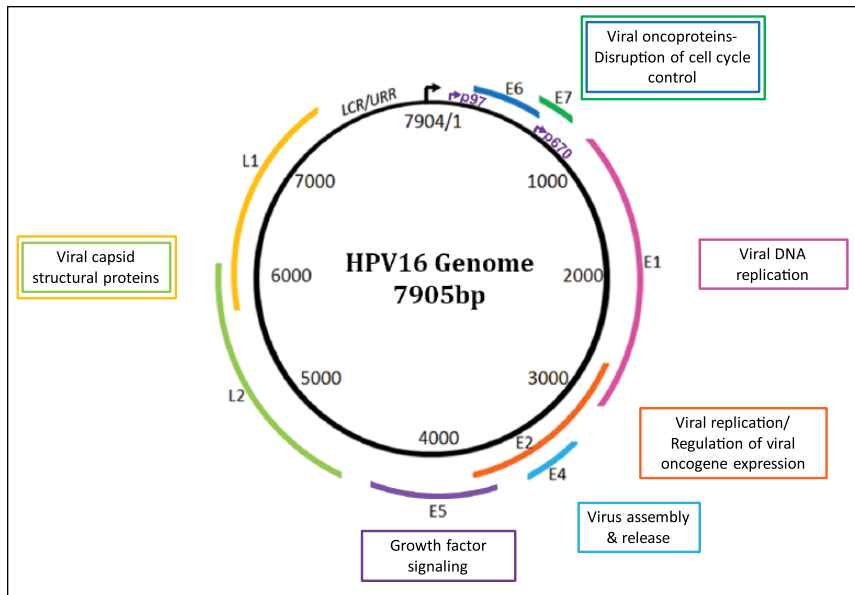 Viral oncoproteins-
Disruption of cell cycle
control
LCR/URR
p97
E6
E7
7904/1
p670
L1
7000
1000
Viral capsid
structural proteins
HPV16 Genome
7905bp
6000
2000
E1
Viral DNA
replication
5000
3000
L2
4000
E2
Viral replication/
Regulation of viral
oncogene expression
E4
E5
Virus assembly
& release
Growth factor
signaling